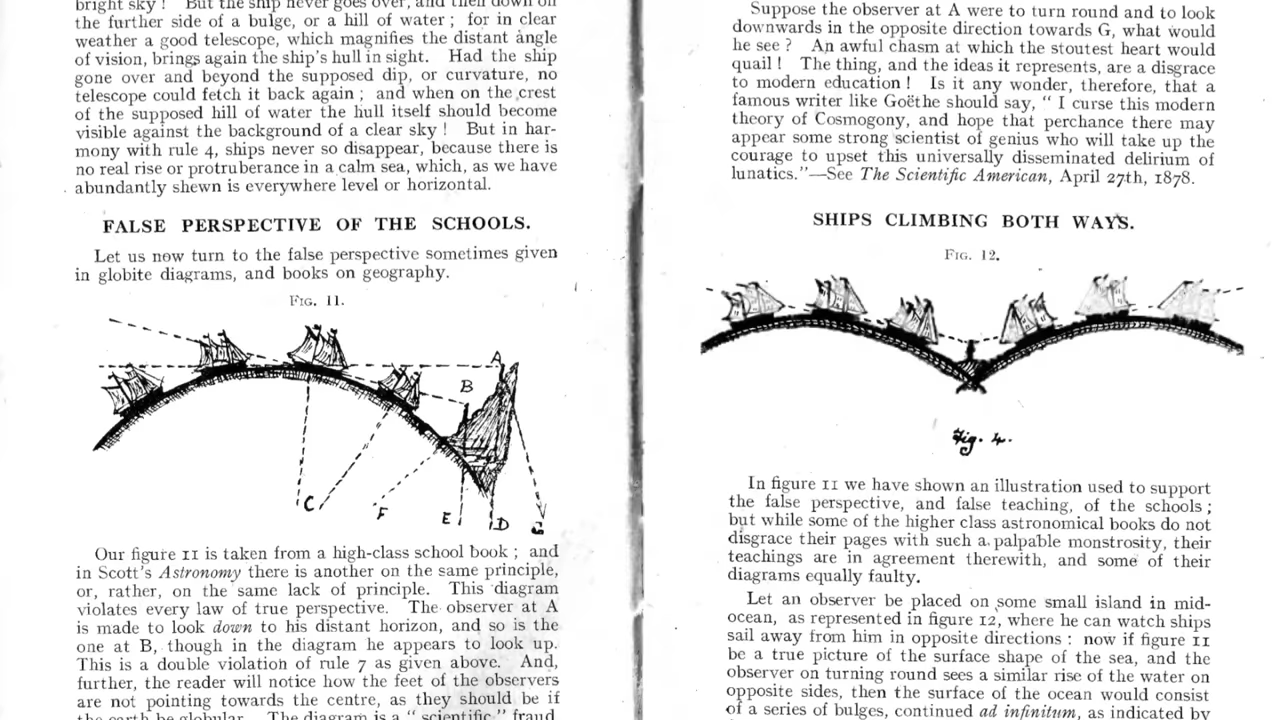 bright sky! But the ship never goes over, and then down on
the further side of a bulge, or a hill of water; for in clear
weather a good telescope, which magnifies the distant angle
of vision, brings again the ship's hull in sight. Had the ship
gone over and beyond the supposed dip, or curvature, no
telescope could fetch it back again; and when on the crest
of the supposed hill of water the hull itself should become
visible against the background of a clear sky! But in har-
mony with rule 4, ships never so disappear, because there is
no real rise or protruberance in a calm sea, which, as we have
abundantly shewn is everywhere level or horizontal.
FALSE PERSPECTIVE OF THE SCHOOLS.
Let us now turn to the false perspective sometimes given
in globite diagrams, and books on geography.
FIG. 11.
A
B
C
F
E
D
G
Our figure 11 is taken from a high-class school book; and
in Scott's Astronomy there is another on the same principle,
or, rather, on the same lack of principle. This diagram
violates every law of true perspective. The observer at A
is made to look down to his distant horizon, and so is the
one at B, though in the diagram he appears to look up.
This is a double violation of rule 7 as given above. And,
further, the reader will notice how the feet of the observers
are not pointing towards the centre, as they should be if
the earth be globular. The diagram is a "scientific" fraud
Suppose the observer at A were to turn round and to look
downwards in the opposite direction towards G, what would
he see? An awful chasm at which the stoutest heart would
quail! The thing, and the ideas it represents, are a disgrace
to modern education! Is it any wonder, therefore, that a
famous writer like Goëthe should say, "I curse this modern
theory of Cosmogony, and hope that perchance there may
appear some strong scientist of genius who will take up the
courage to upset this universally disseminated delirium of
lunatics."—See The Scientific American, April 27th, 1878.
SHIPS CLIMBING BOTH WAYS.
FIG. 12.
Fig. 4.
In figure 11 we have shown an illustration used to support
the false perspective, and false teaching, of the schools;
but while some of the higher class astronomical books do not
disgrace their pages with such a palpable monstrosity, their
teachings are in agreement therewith, and some of their
diagrams equally faulty.
Let an observer be placed on some small island in mid-
ocean, as represented in figure 12, where he can watch ships
sail away from him in opposite directions: now if figure 11
be a true picture of the surface shape of the sea, and the
observer on turning round sees a similar rise of the water on
opposite sides, then the surface of the ocean would consist
of a series of bulges, continued ad infinitum, as indicated by